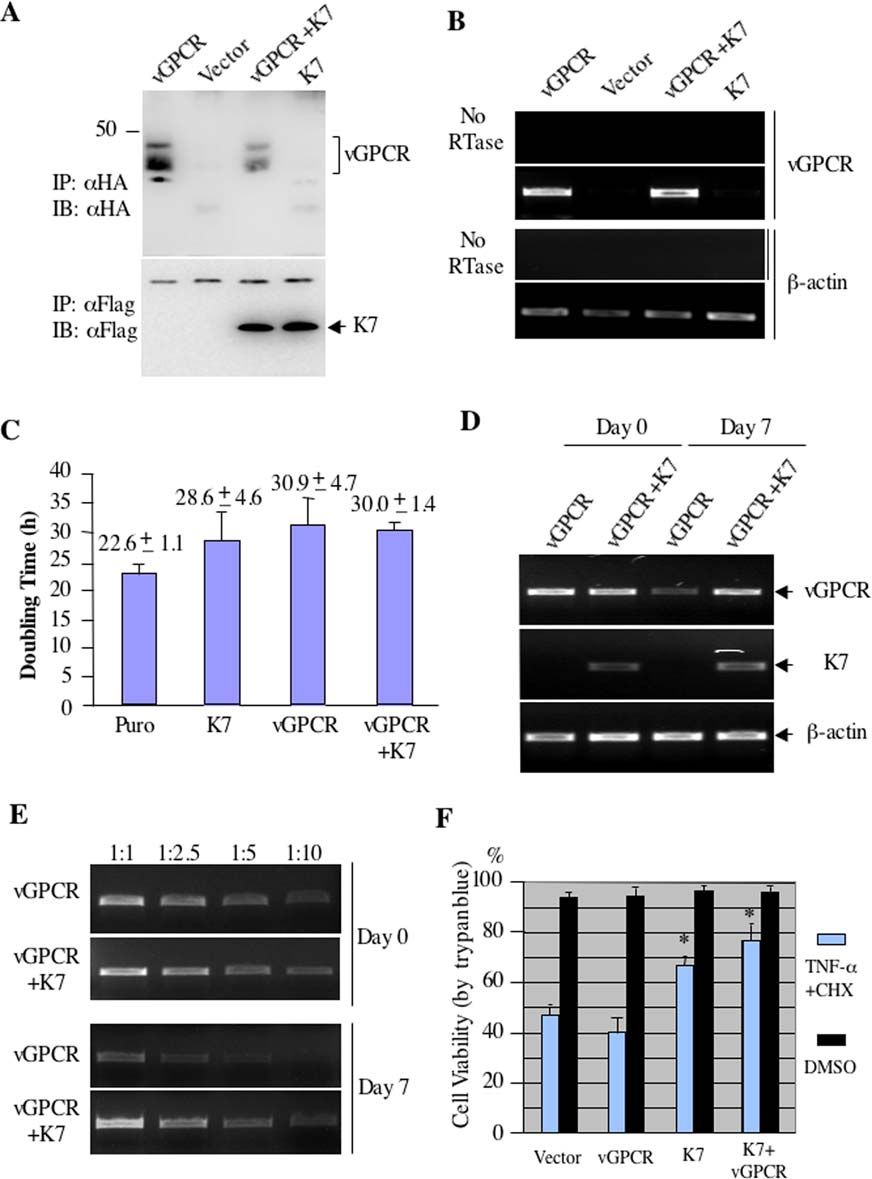 A
vGPCR Vector vGPCR+K7 K7
50
vGPCR
IP: αHA
IB: αHA
IP: αFlag
IB: αFlag
K7
B
vGPCR Vector vGPCR+K7 K7
No
RTase
vGPCR
No
RTase
β-actin
C
Doubling Time (h)
40
35
30
25
20
15
10
5
0
22.6 ± 1.1
28.6 ± 4.6
30.9 ± 4.7
30.0 ± 1.4
Puro K7 vGPCR vGPCR
+K7
D
Day 0 Day 7
vGPCR vGPCR+K7 vGPCR vGPCR+K7
vGPCR
K7
β-actin
E
1:1 1:2.5 1:5 1:10
vGPCR
vGPCR
+K7
Day 0
vGPCR
vGPCR
+K7
Day 7
F
%
Cell Viability (by trypanblue)
100
80
60
40
20
0
*
*
TNF-α
+CHX
DMSO
Vector vGPCR K7 K7+
vGPCR